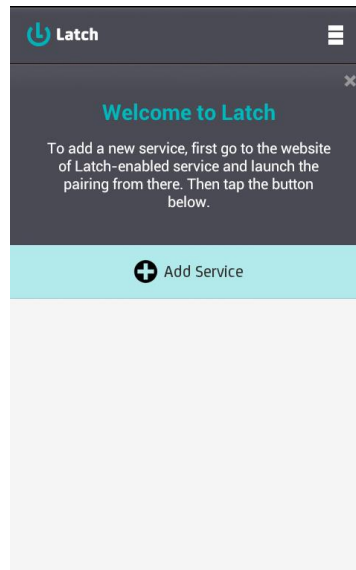 Latch
Welcome to Latch
To add a new service, first go to the website
of Latch-enabled service and launch the
pairing from there. Then tap the button
below.
Add Service